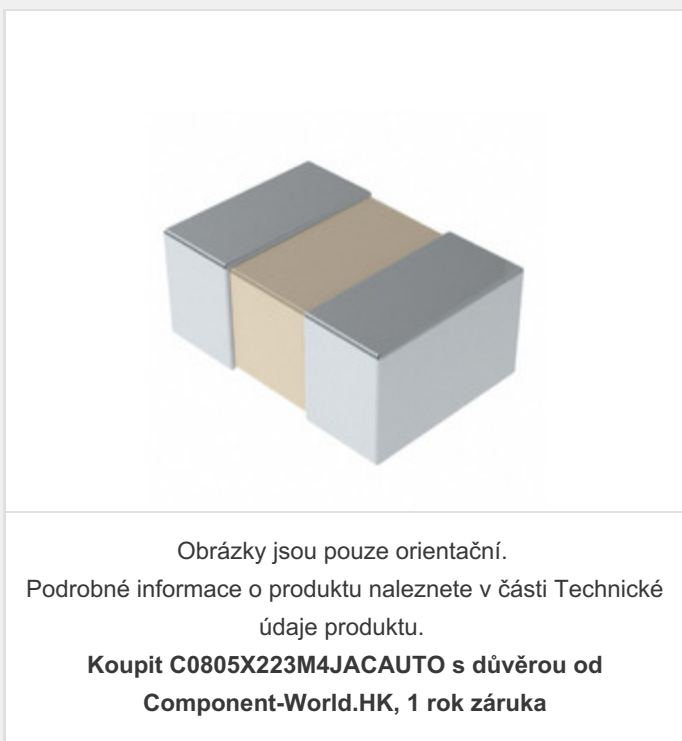 Obrázky jsou pouze orientační.
Podrobné informace o produktu naleznete v části Technické
údaje produktu.
Koupit C0805X223M4JACAUTO s důvěrou od
Component-World.HK, 1 rok záruka